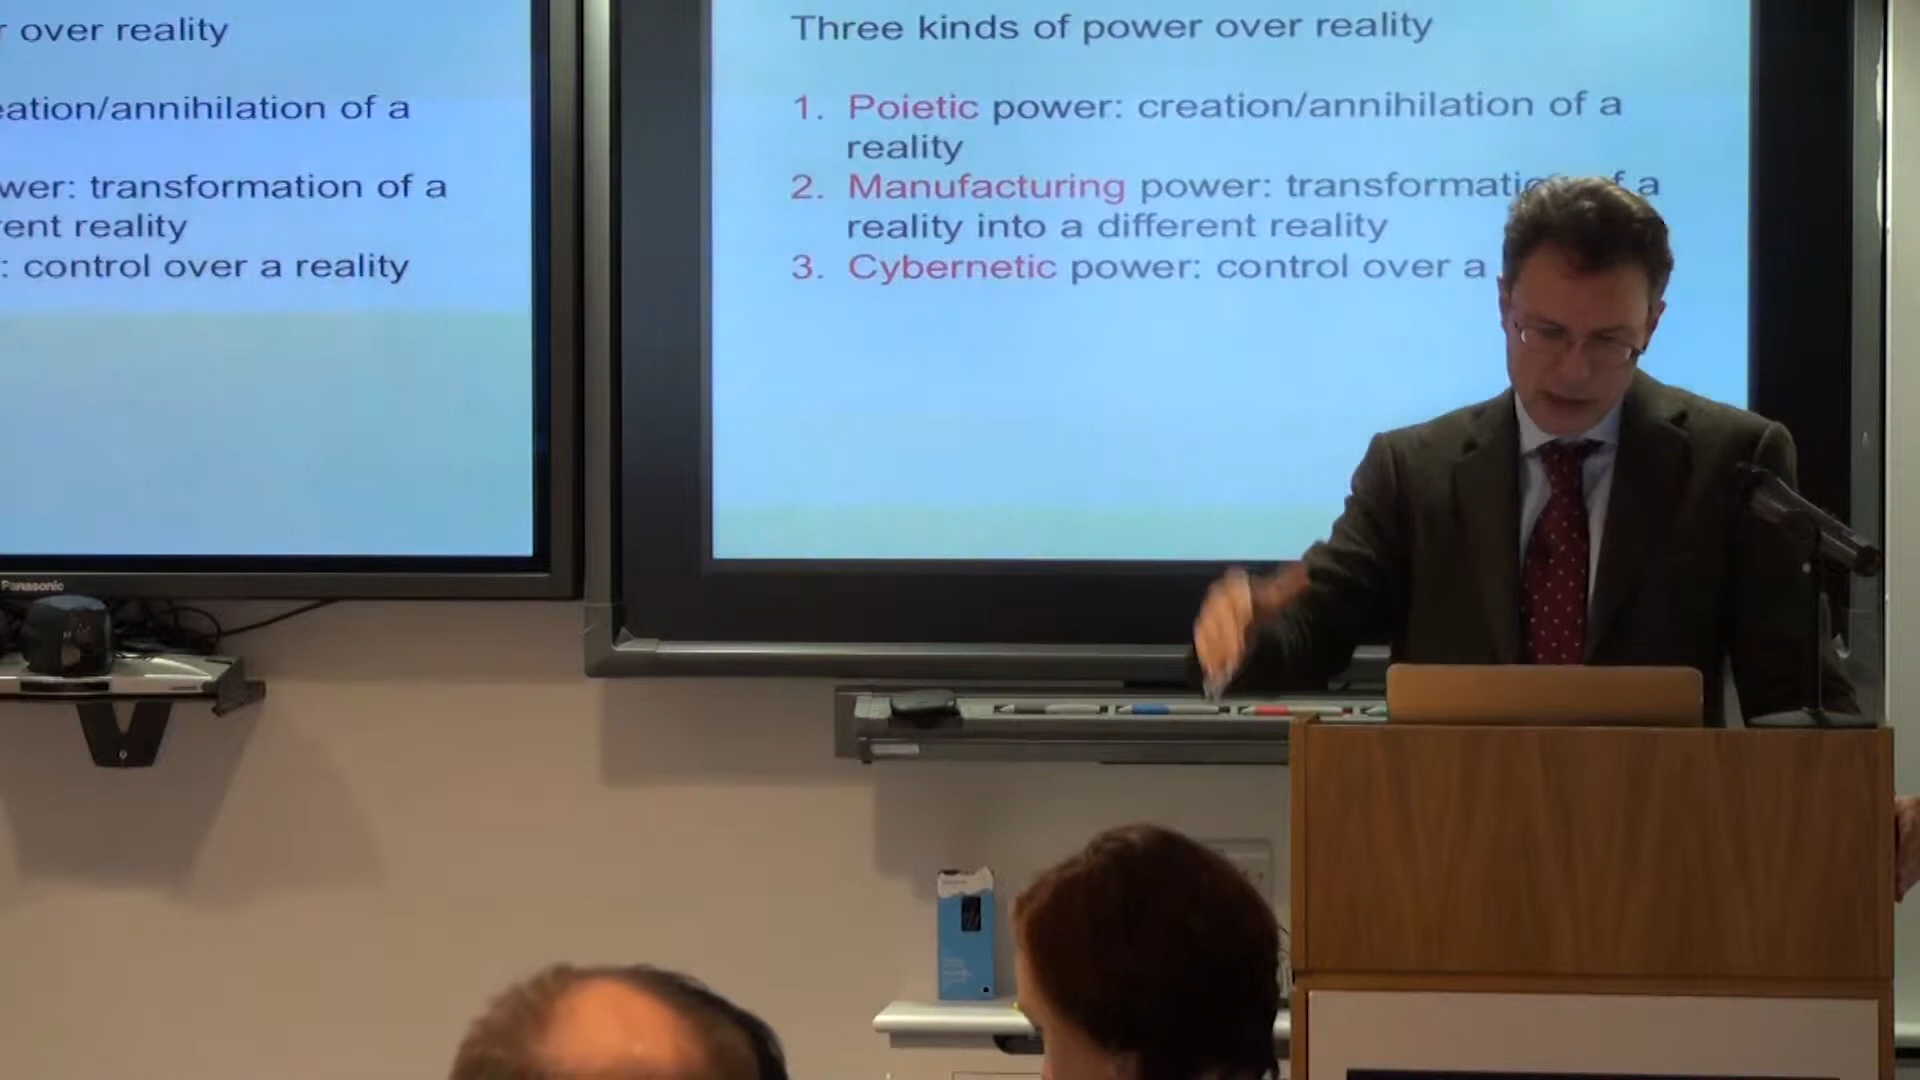 r over reality
eation/annihilation of a
wer: transformation of a
rent reality
: control over a reality
Panasonic
Three kinds of power over reality
1. Poietic power: creation/annihilation of a
reality
2. Manufacturing power: transformation of a
reality into a different reality
3. Cybernetic power: control over a